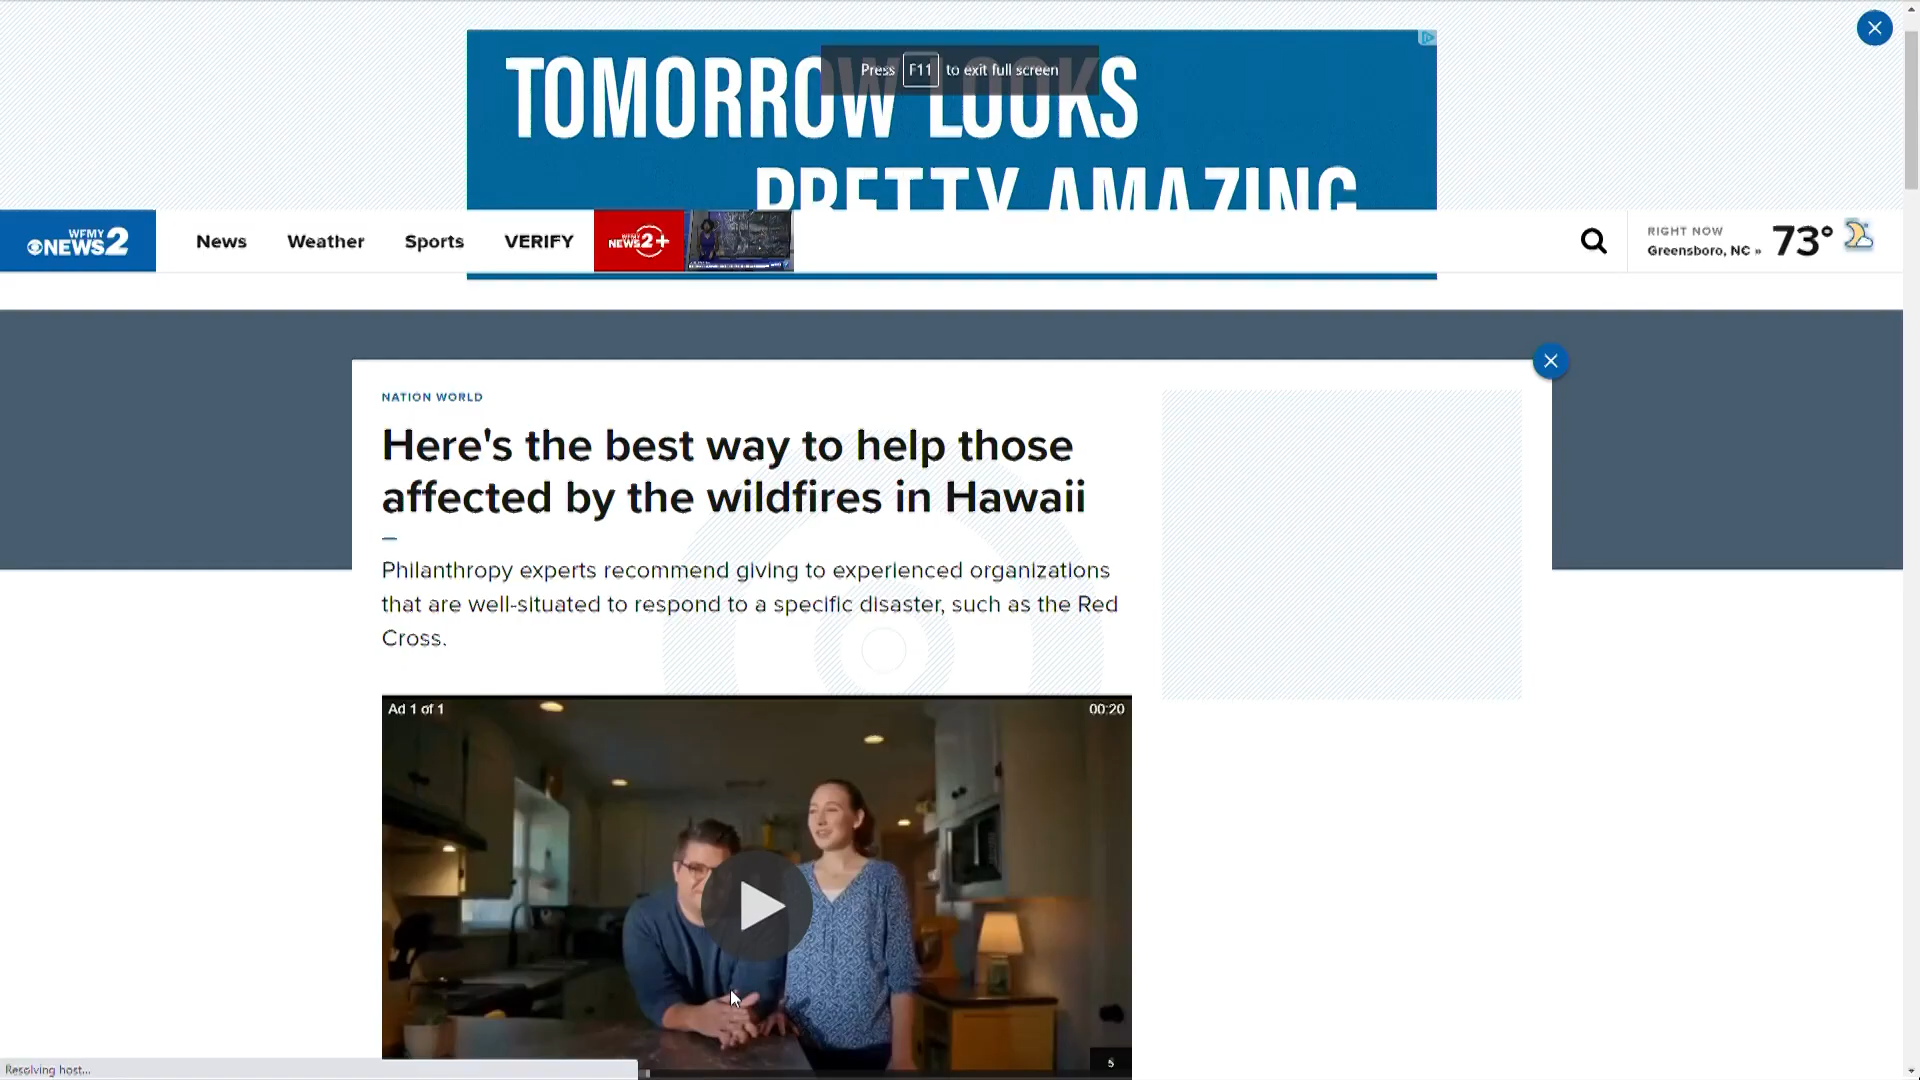 TOMORROW LOOKS
Press F11 to exit full screen
PRETTY AMAZING
WFMY
NEWS 2
News
Weather
Sports
VERIFY
WFMY
NEWS 2+
RIGHT NOW
Greensboro, NC »
73°
NATION WORLD
Here's the best way to help those
affected by the wildfires in Hawaii
Philanthropy experts recommend giving to experienced organizations
that are well-situated to respond to a specific disaster, such as the Red
Cross.
Ad 1 of 1
00:20
5
Resolving host...